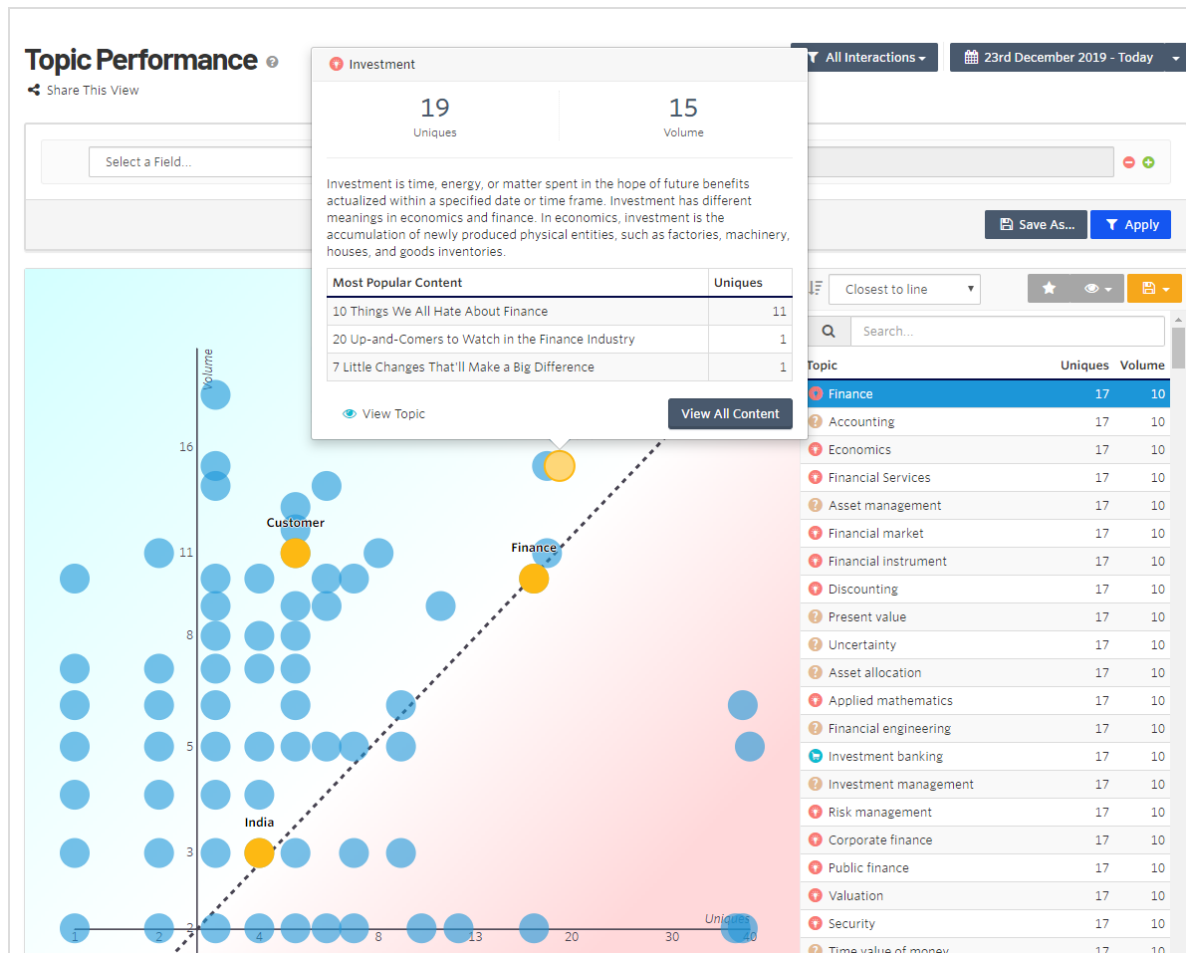 Topic Performance
All Interactions
23rd December 2019 - Today
Share This View
Select a Field...
Save As...
Apply
Investment
19
15
Uniques
Volume
Investment is time, energy, or matter spent in the hope of future benefits
actualized within a specified date or time frame. Investment has different
meanings in economics and finance. In economics, investment is the
accumulation of newly produced physical entities, such as factories, machinery,
houses, and goods inventories.
Most Popular Content Uniques
10 Things We All Hate About Finance 11
20 Up-and-Comers to Watch in the Finance Industry 1
7 Little Changes That'll Make a Big Difference 1
View Topic
View All Content
Volume
16
Customer
11
Finance
8
5
India
3
2
Uniques
1 2 4 8 13 20 30 40
Closest to line
Search...
Topic Uniques Volume
Finance 17 10
Accounting 17 10
Economics 17 10
Financial Services 17 10
Asset management 17 10
Financial market 17 10
Financial instrument 17 10
Discounting 17 10
Present value 17 10
Uncertainty 17 10
Asset allocation 17 10
Applied mathematics 17 10
Financial engineering 17 10
Investment banking 17 10
Investment management 17 10
Risk management 17 10
Corporate finance 17 10
Public finance 17 10
Valuation 17 10
Security 17 10
Time value of money 17 10